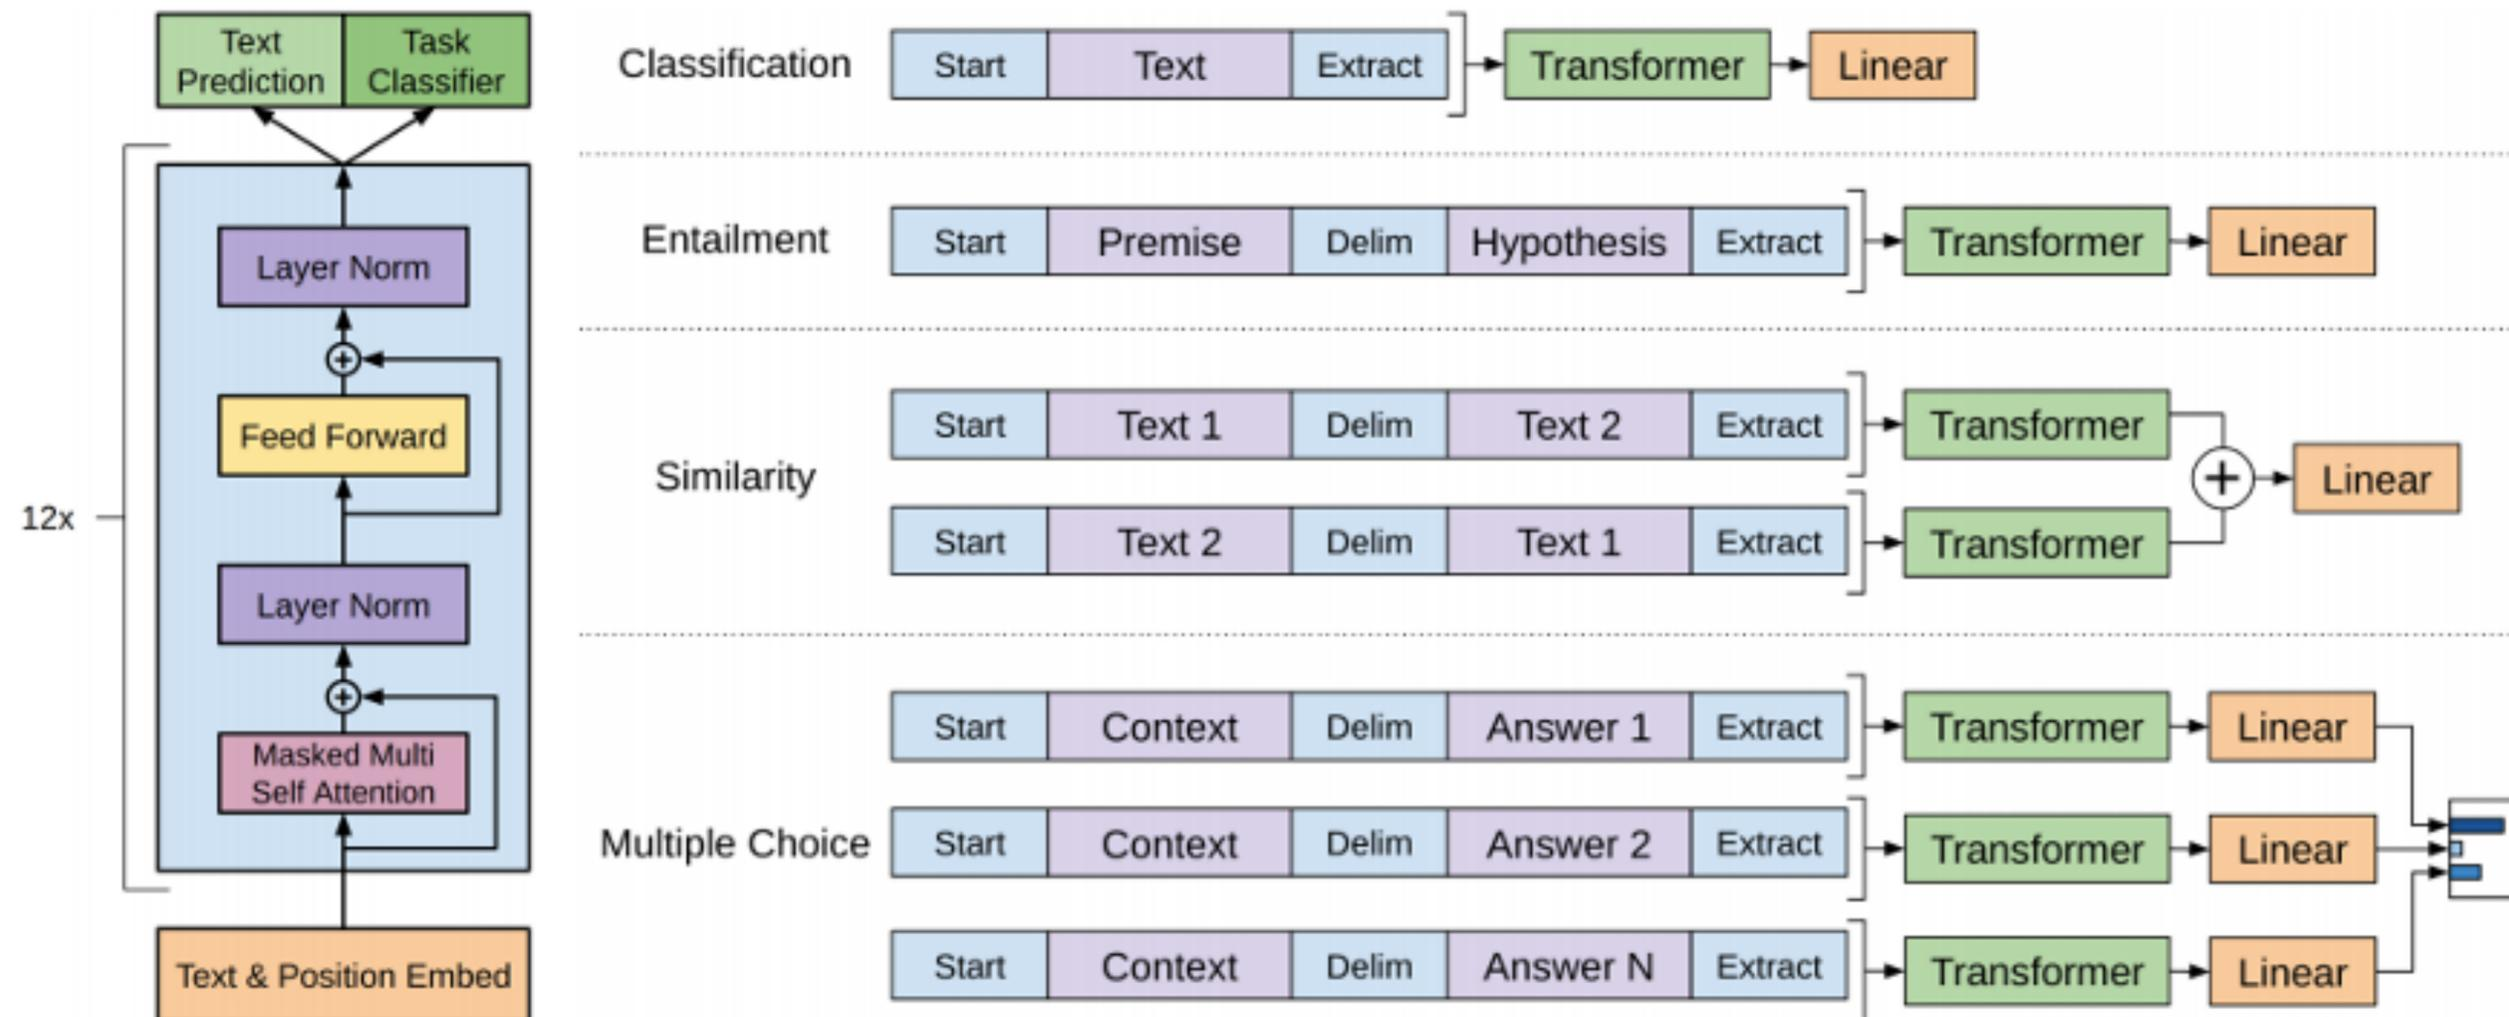 Text
Prediction
Task
Classifier
12x
Layer Norm
Feed Forward
Layer Norm
Masked Multi
Self Attention
Text & Position Embed
Classification
Start Text Extract Transformer Linear
Entailment
Start Premise Delim Hypothesis Extract Transformer Linear
Similarity
Start Text 1 Delim Text 2 Extract Transformer
Start Text 2 Delim Text 1 Extract Transformer
Linear
Multiple Choice
Start Context Delim Answer 1 Extract Transformer Linear
Start Context Delim Answer 2 Extract Transformer Linear
Start Context Delim Answer N Extract Transformer Linear